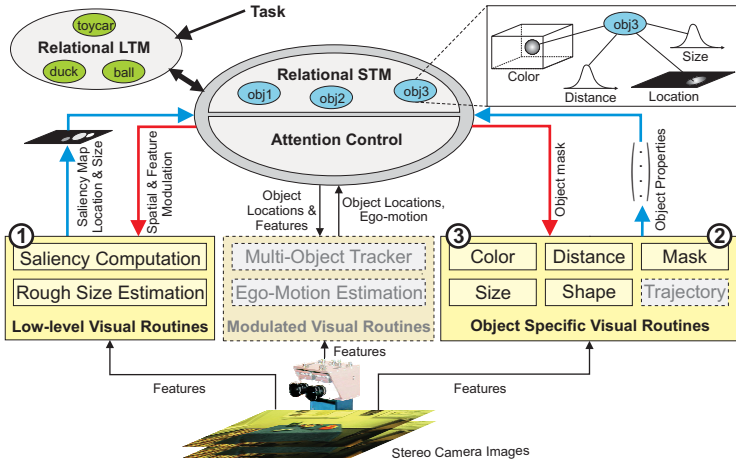 Task
toycar
Relational LTM
duck
ball
Relational STM
obj1
obj2
obj3
Attention Control
obj3
Color
Size
Distance
Location
Saliency Map
Location & Size
Spatial & Feature
Modulation
Object
Locations &
Features
Object Locations,
Ego-motion
Object mask
Object Properties
1
Saliency Computation
Rough Size Estimation
Low-level Visual Routines
Multi-Object Tracker
Ego-Motion Estimation
Modulated Visual Routines
3
2
Color
Distance
Mask
Size
Shape
Trajectory
Object Specific Visual Routines
Features
Features
Features
Stereo Camera Images